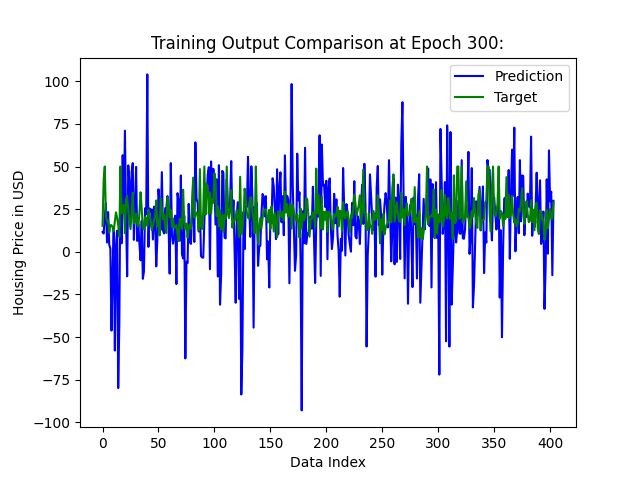 Training Output Comparison at Epoch 300:
Prediction
Target
Housing Price in USD
100
75
50
25
0
−25
−50
−75
−100
0 50 100 150 200 250 300 350 400
Data Index